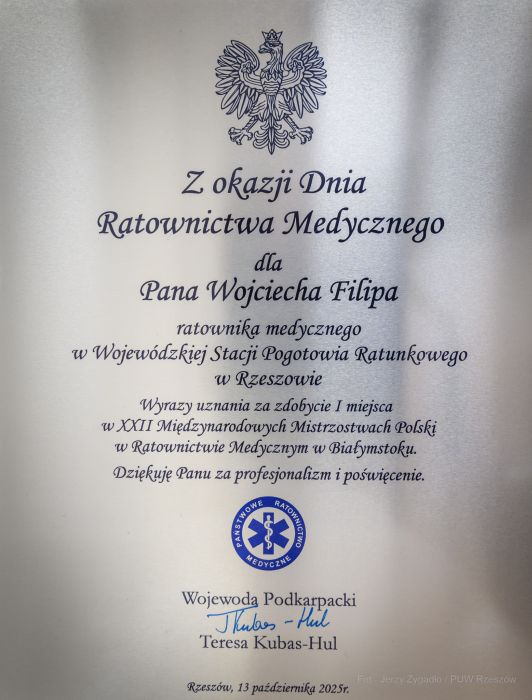 Z okazji Dnia
Ratownictwa Medycznego
dla
Pana Wojciecha Filipa
ratownika medycznego
w Wojewódzkiej Stacji Pogotowia Ratunkowego
w Rzeszowie
Wyrazy uznania za zdobycie I miejsca
w XXII Międzynarodowych Mistrzostwach Polski
w Ratownictwie Medycznym w Białymstoku.
Dziękuję Panu za profesjonalizm i poświęcenie.
PAŃSTWOWE RATOWNICTWO
MEDYCZNE
Wojewoda Podkarpacki
TKubas-Hul
Teresa Kubas-Hul
Fot - Jerzy Żygadło / PUW Rzeszów
Rzeszów, 13 października 2025r.